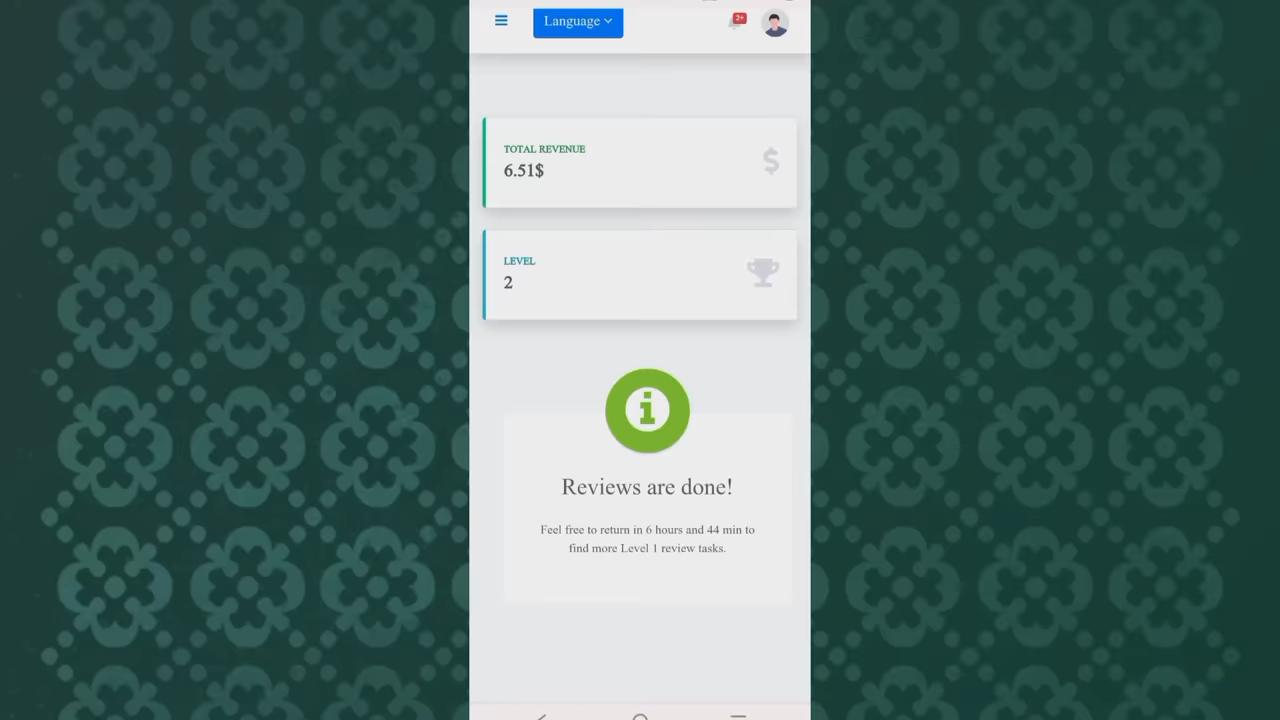 Language
2+
TOTAL REVENUE
6.51$
LEVEL
2
Reviews are done!
Feel free to return in 6 hours and 44 min to
find more Level 1 review tasks.